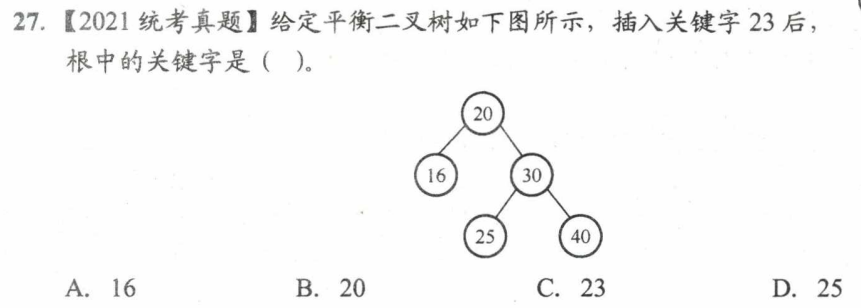 27. 【2021 统考真题】给定平衡二叉树如下图所示，插入关键字 23 后，
根中的关键字是（ ）。
20
16 30
25 40
A. 16 B. 20 C. 23 D. 25